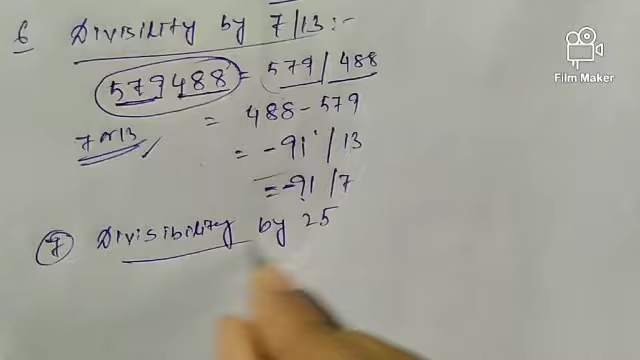 6 Divisibility by 7/13:-
579488 = 579/488
= 488-579
7 or 13
= -91/13
= -91/7
7 Divisibility by 25
Film Maker